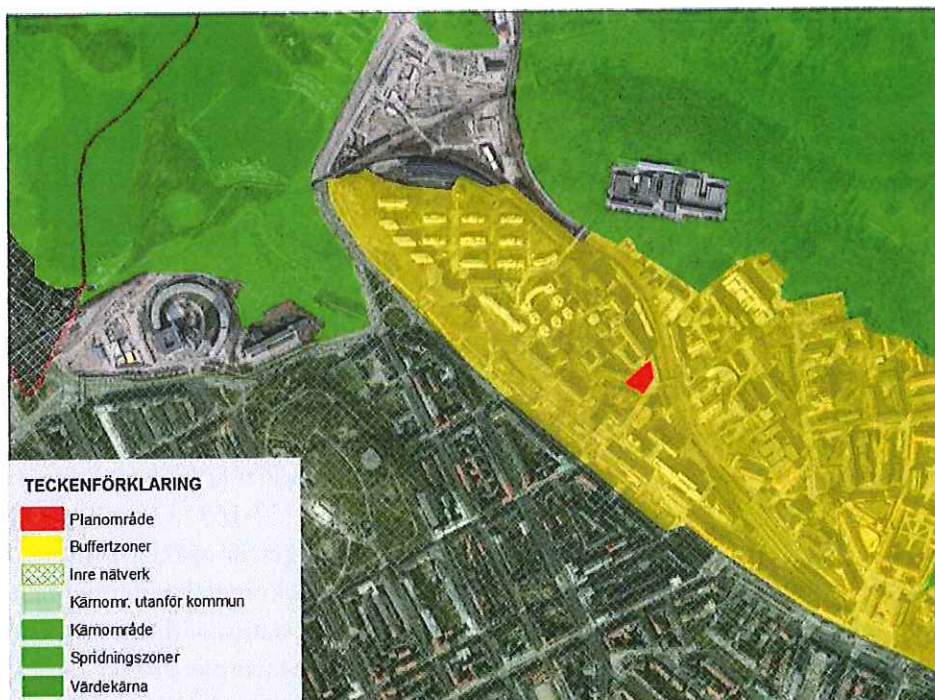 TECKENFÖRKLARING
Planområde
Buffertzoner
Inre nätverk
Kärnomr. utanför kommun
Kärnområde
Spridningszoner
Värdekärna